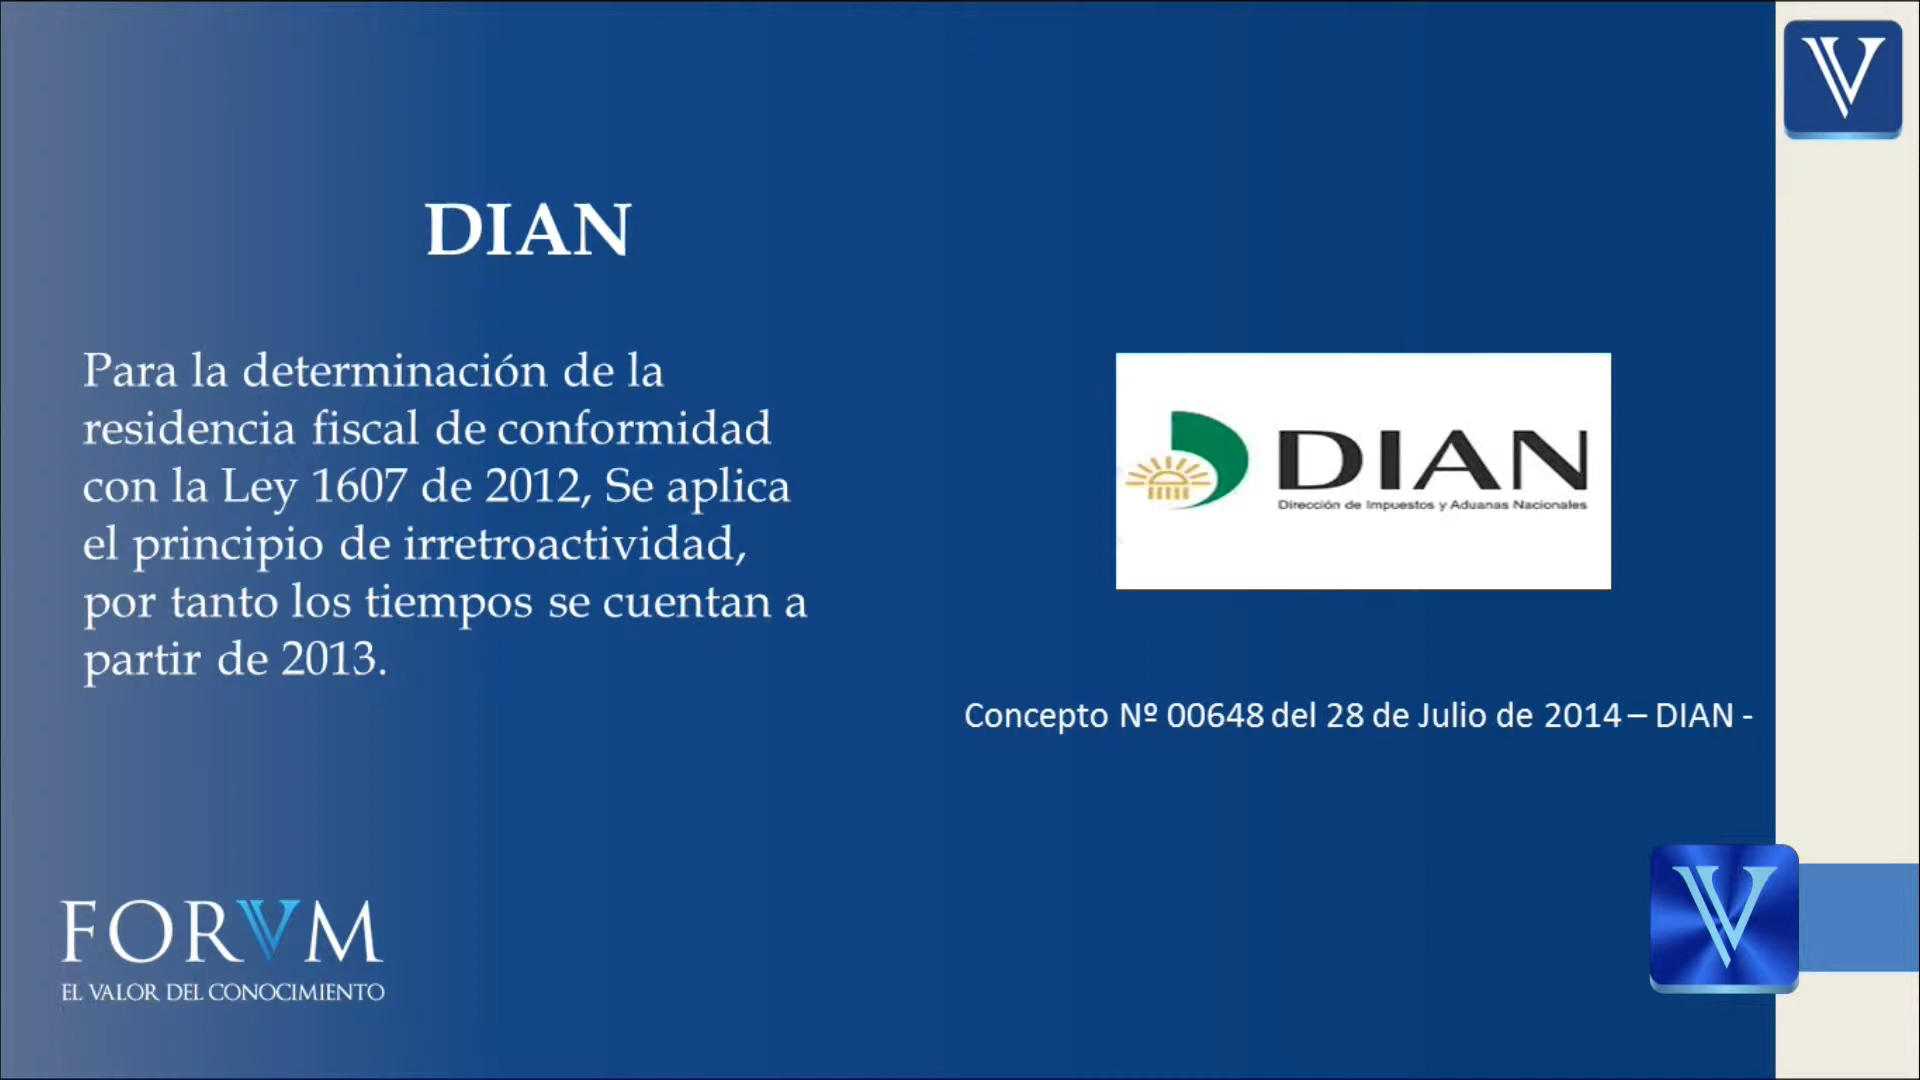 DIAN
Para la determinación de la
residencia fiscal de conformidad
con la Ley 1607 de 2012, Se aplica
el principio de irretroactividad,
por tanto los tiempos se cuentan a
partir de 2013.
DIAN
Dirección de Impuestos y Aduanas Nacionales
Concepto Nº 00648 del 28 de Julio de 2014 – DIAN -
FORVM
EL VALOR DEL CONOCIMIENTO
V
V